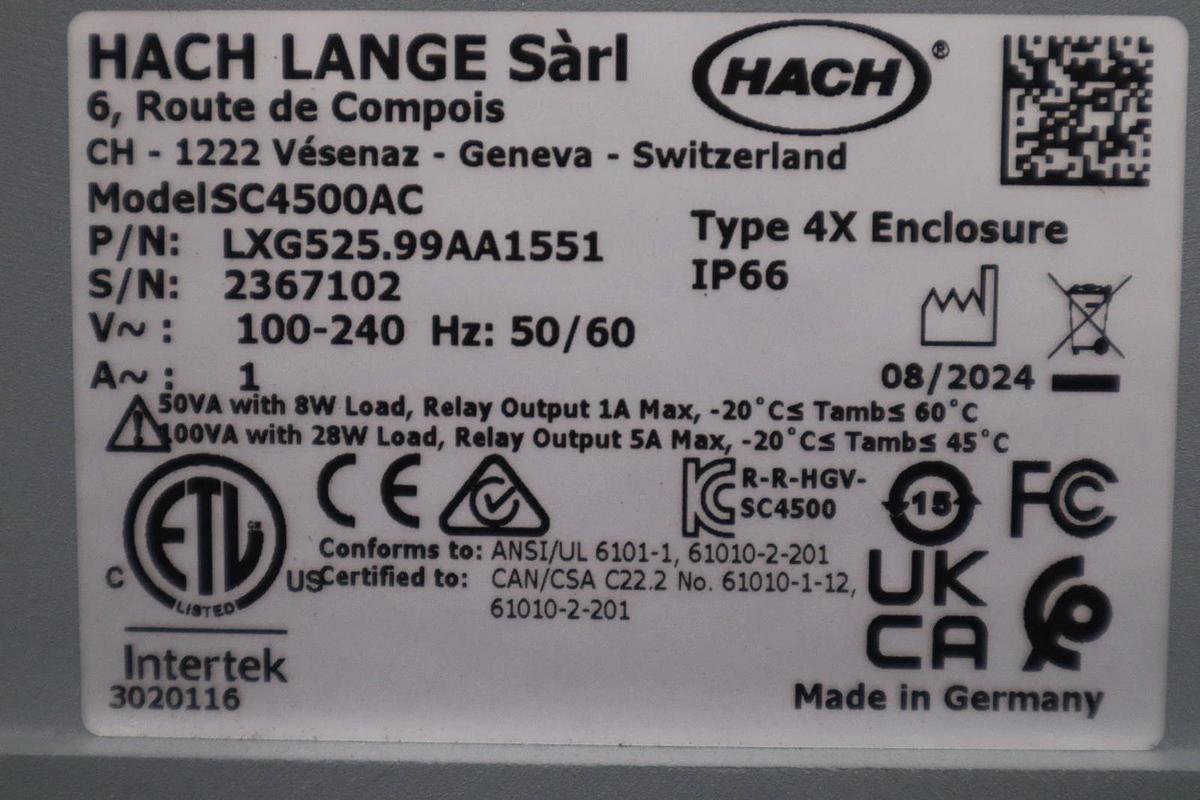 HACH LANGE Sàrl
6, Route de Compois
CH - 1222 Vésenaz - Geneva - Switzerland
HACH®
ModelSC4500AC
P/N: LXG525.99AA1551
S/N: 2367102
V~ : 100-240 Hz: 50/60
A~ : 1
Type 4X Enclosure
IP66
08/2024
50VA with 8W Load, Relay Output 1A Max, -20°C≤ Tamb≤ 60°C
100VA with 28W Load, Relay Output 5A Max, -20°C≤ Tamb≤ 45°C
C ETL CM US
LISTED
Intertek
3020116
CE
KC
R-R-HGV-
SC4500
15
FC
Conforms to: ANSI/UL 6101-1, 61010-2-201
Certified to: CAN/CSA C22.2 No. 61010-1-12,
61010-2-201
UK
CA
Made in Germany